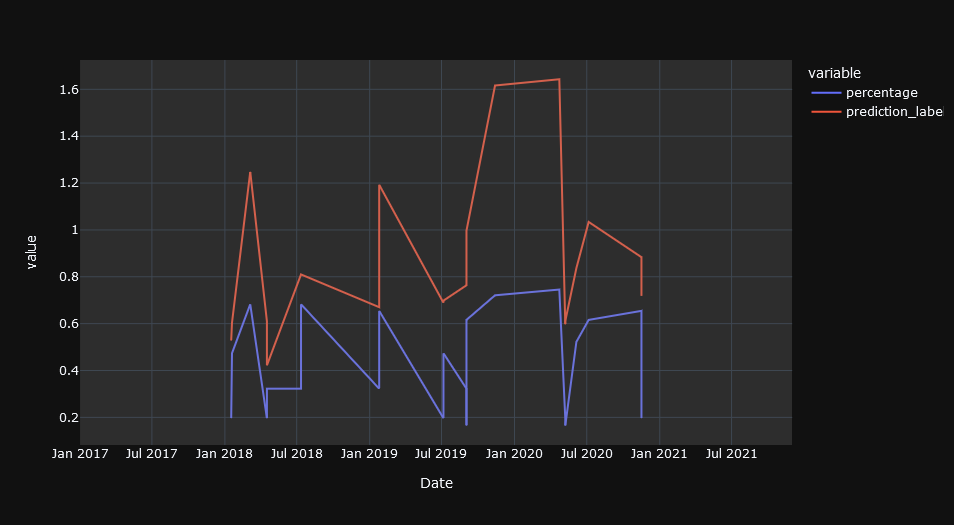 variable
percentage
prediction_labe
1.6
1.4
1.2
1
0.8
0.6
0.4
0.2
value
Jan 2017 Jul 2017 Jan 2018 Jul 2018 Jan 2019 Jul 2019 Jan 2020 Jul 2020 Jan 2021 Jul 2021
Date